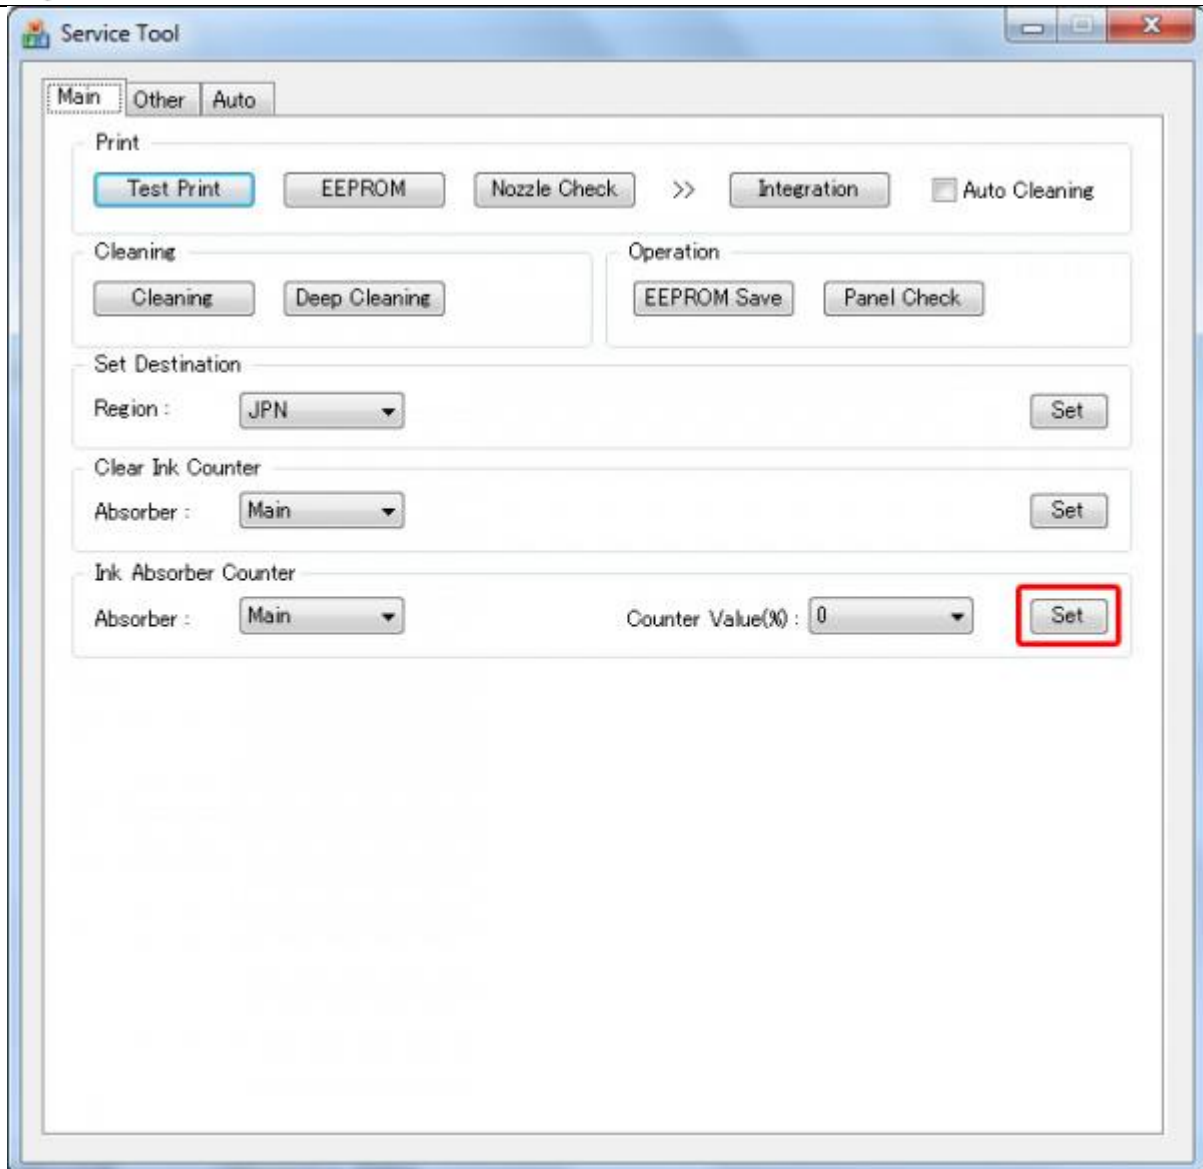 Service Tool
Main Other Auto
Print
Test Print EEPROM Nozzle Check >> Integration Auto Cleaning
Cleaning Operation
Cleaning Deep Cleaning EEPROM Save Panel Check
Set Destination
Region : JPN Set
Clear Ink Counter
Absorber : Main Set
Ink Absorber Counter
Absorber : Main Counter Value(%) : 0 Set